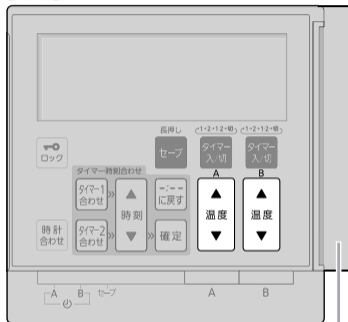 長押し
1・2・1･2・切
1・2・1･2・切
セーブ
タイマー
入/切
タイマー
入/切
ロック
タイマー時刻合わせ
A
B
タイマー1
合わせ
▲
時刻
▼
-:--
に戻す
▲
温度
▼
▲
温度
▼
時計
合わせ
タイマー2
合わせ
確定
A
B
セーブ
A
B